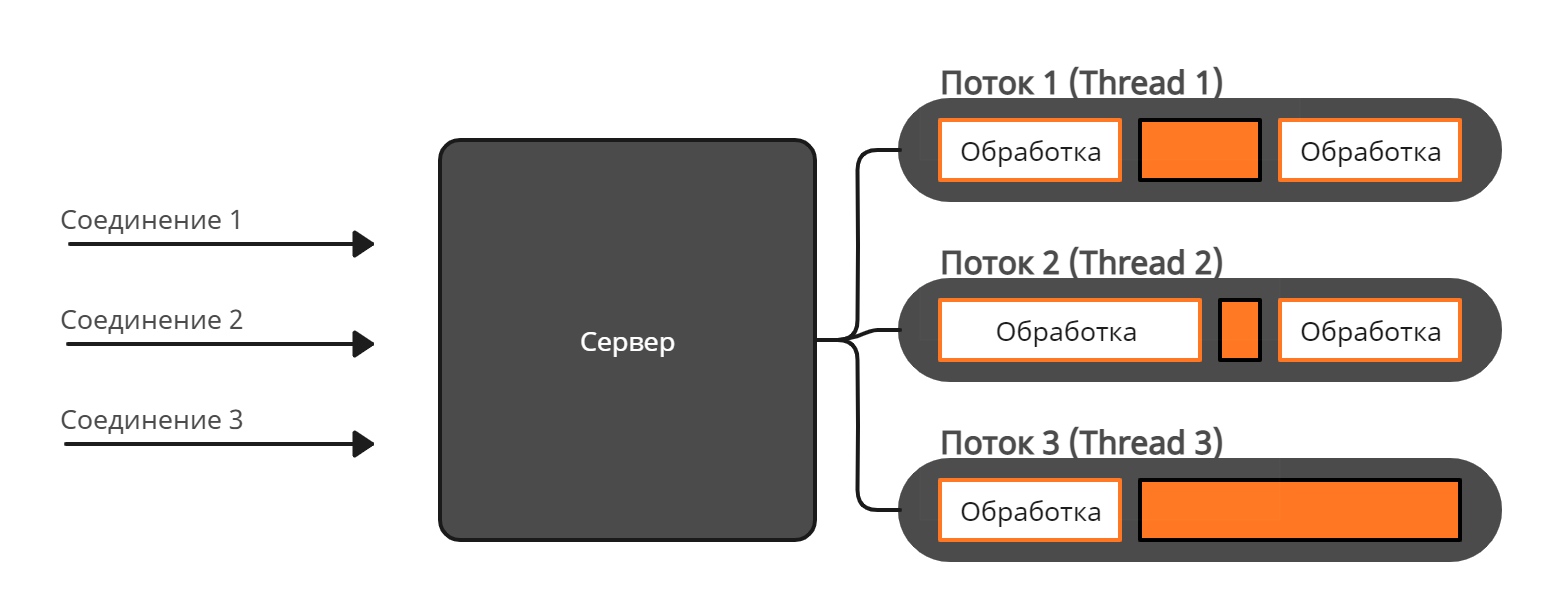 Соединение 1
Соединение 2
Соединение 3
Сервер
Поток 1 (Thread 1)
Обработка
Обработка
Поток 2 (Thread 2)
Обработка
Обработка
Поток 3 (Thread 3)
Обработка